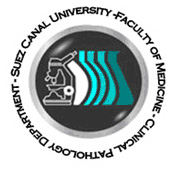 SUEZ CANAL UNIVERSITY -FACULTY OF MEDICINE- CLINICAL PATHOLOGY DEPARTMENT -